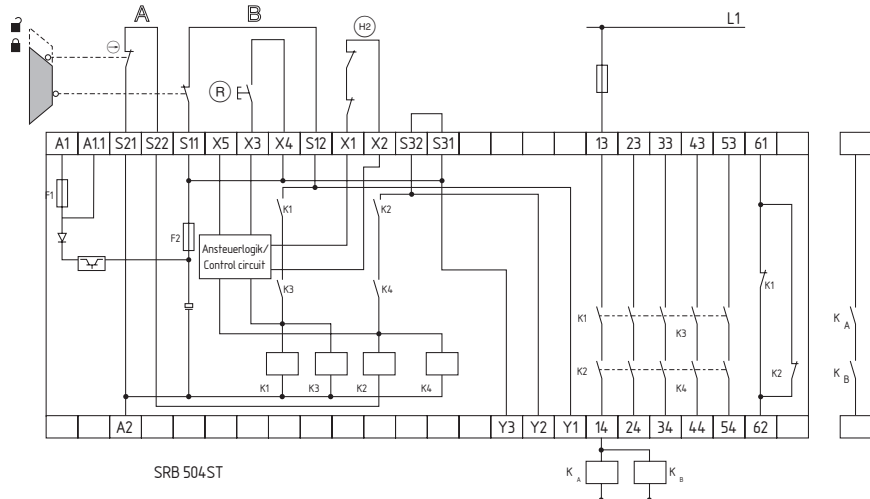 A B H2 L1
R
A1 A1.1 S21 S22 S11 X5 X3 X4 S12 X1 X2 S32 S31 13 23 33 43 53 61
F1 K1 K2
F2 Ansteuerlogik/
Control circuit
K1
K3 K4
K1 K3 K A
K2 K4 K2 K B
K1 K3 K2 K4
A2 Y3 Y2 Y1 14 24 34 44 54 62
SRB 504ST K A K B